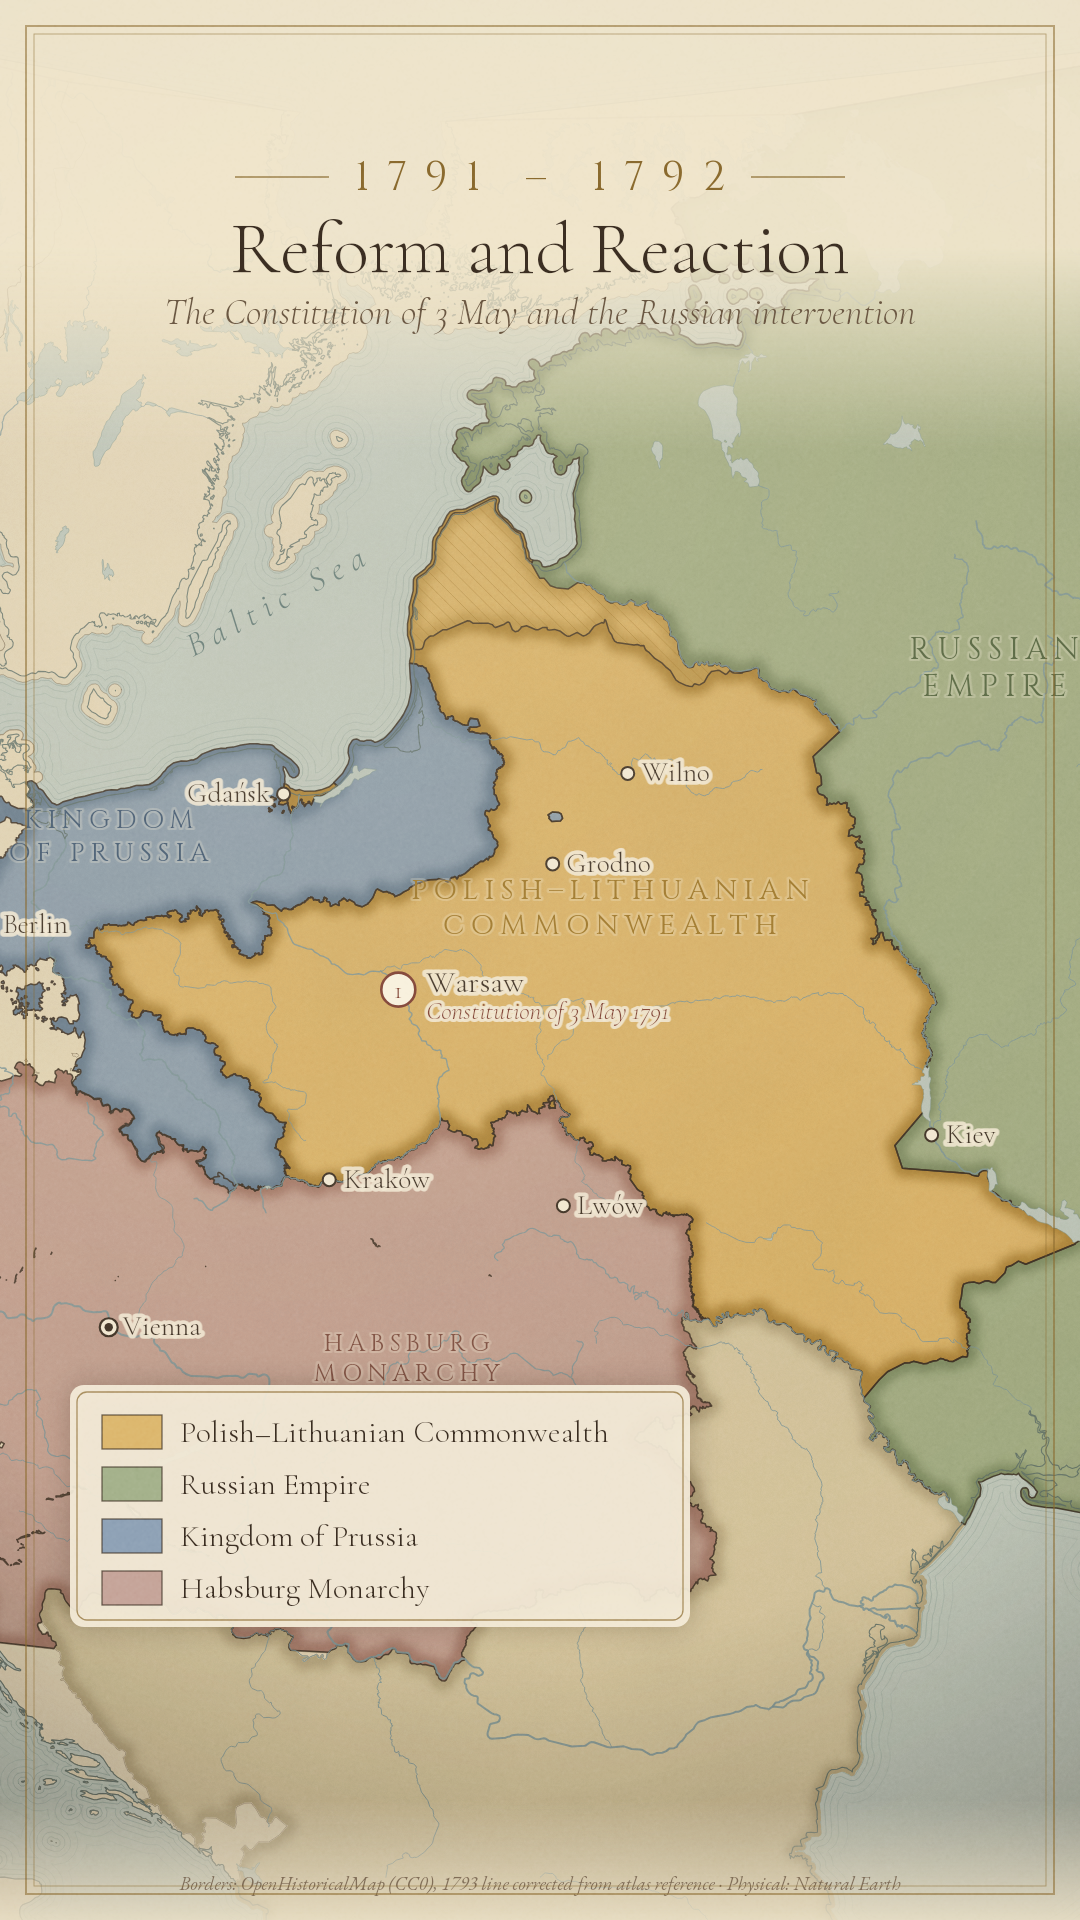 1791 – 1792
Reform and Reaction
The Constitution of 3 May and the Russian intervention
Baltic Sea
RUSSIAN
EMPIRE
Wilno
Gdańsk
KINGDOM
OF PRUSSIA
Grodno
POLISH–LITHUANIAN
COMMONWEALTH
Berlin
1
Warsaw
Constitution of 3 May 1791
Kiev
Kraków
Lwów
Vienna
HABSBURG
MONARCHY
Polish–Lithuanian Commonwealth
Russian Empire
Kingdom of Prussia
Habsburg Monarchy
Borders: OpenHistoricalMap (CC0), 1793 line corrected from atlas reference · Physical: Natural Earth